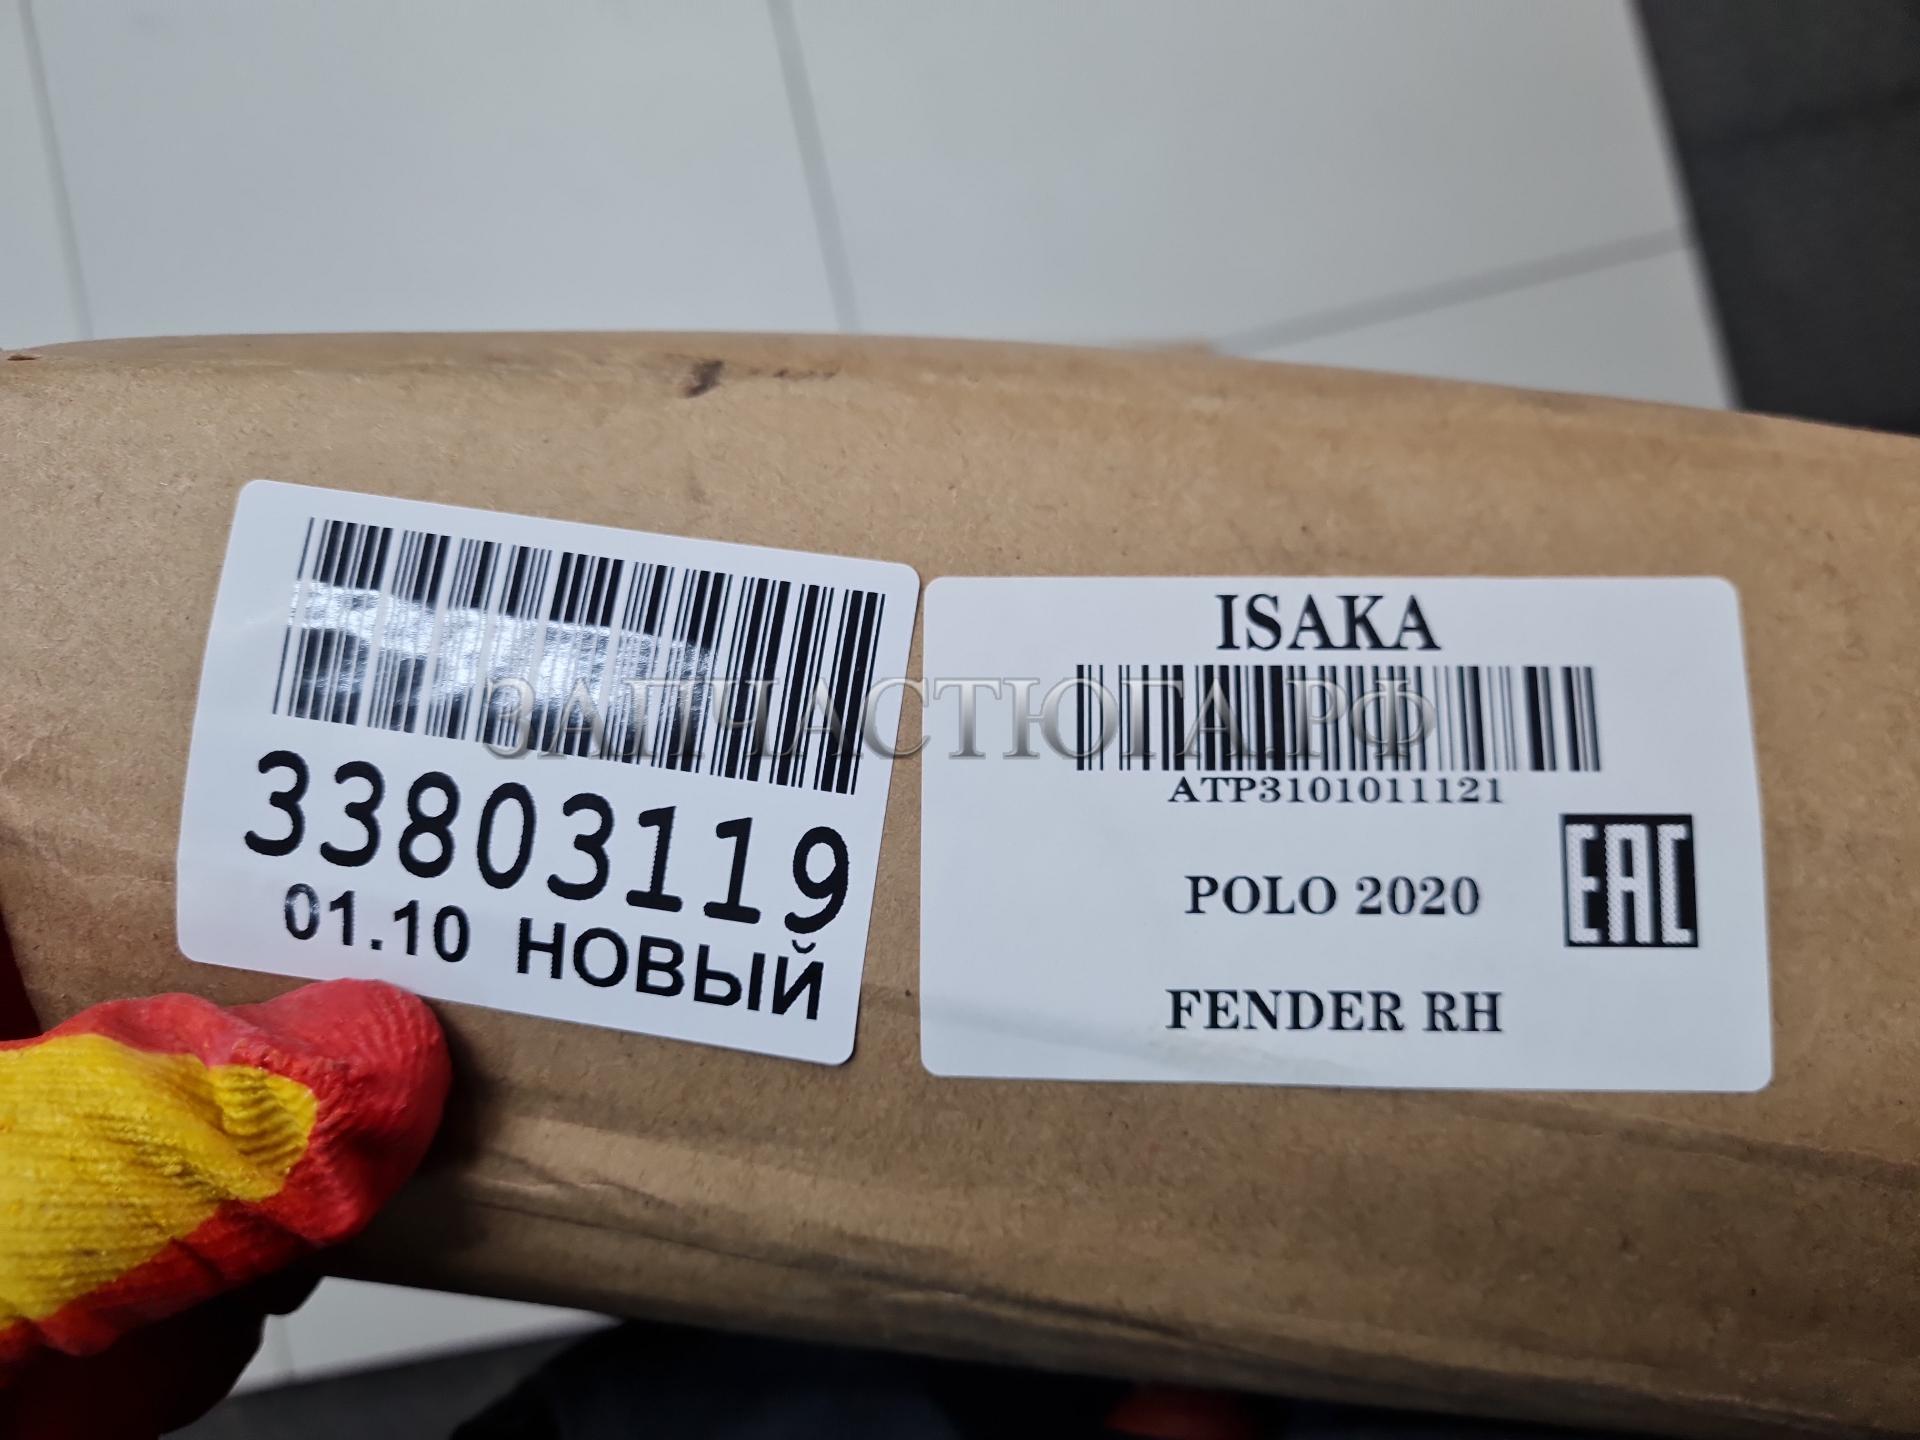 33803119
01.10 НОВЫЙ
ISAKA
ATP3101011121
POLO 2020
EAC
FENDER RH
ЗАПЧАСТЮГА.РФ